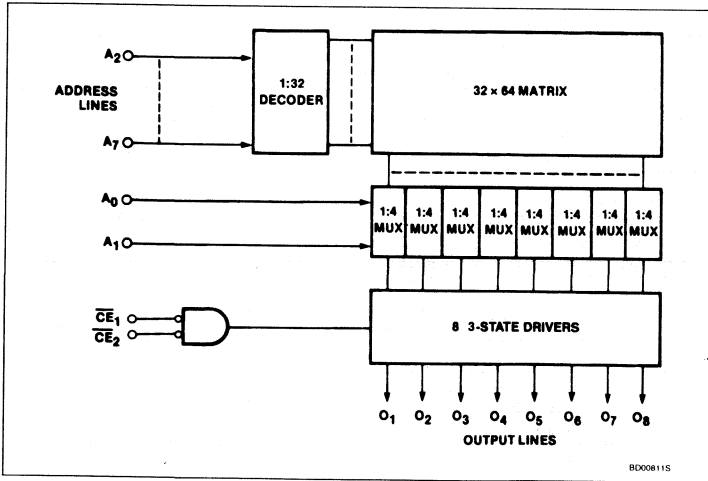 A2
ADDRESS
LINES
A7
1:32
DECODER
32 × 64 MATRIX
A0
A1
1:4
MUX
1:4
MUX
1:4
MUX
1:4
MUX
1:4
MUX
1:4
MUX
1:4
MUX
1:4
MUX
CE1
CE2
8 3-STATE DRIVERS
O1 O2 O3 O4 O5 O6 O7 O8
OUTPUT LINES
BD00811S